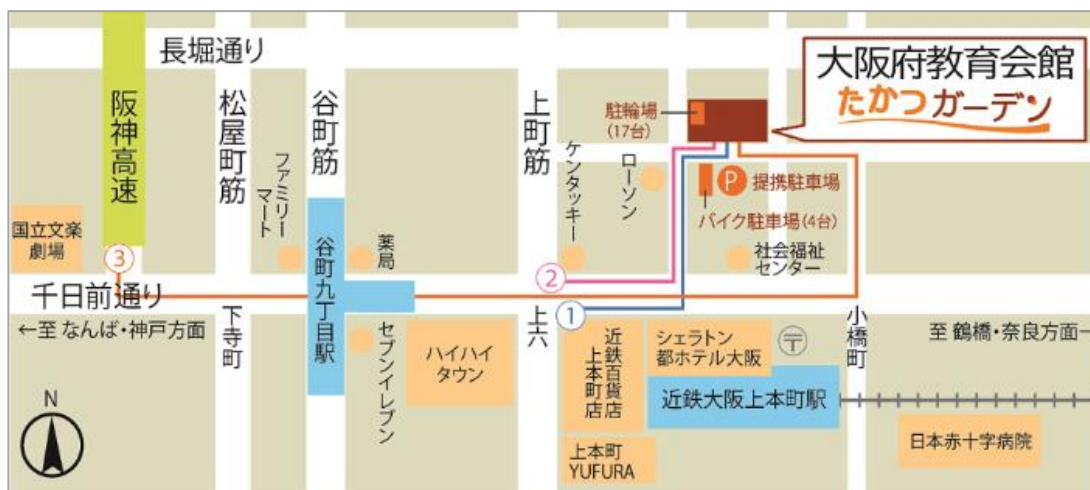 長堀通り
大阪府教育会館
たかつガーデン
阪神高速
松屋町筋
谷町筋
上町筋
駐輪場
(17台)
ファミリー
マート
ケンタッキー
ローソン
P
提携駐車場
バイク駐車場(4台)
国立文楽
劇場
薬局
社会福祉
センター
③
②
①
千日前通り
←至 なんば・神戸方面
谷町九丁目駅
下寺町
セブンイレブン
ハイハイ
タウン
上六
近鉄百貨店
上本町店
シェラトン
都ホテル大阪
〒
小橋町
至 鶴橋・奈良方面→
近鉄大阪上本町駅
上本町
YUFURA
日本赤十字病院
N